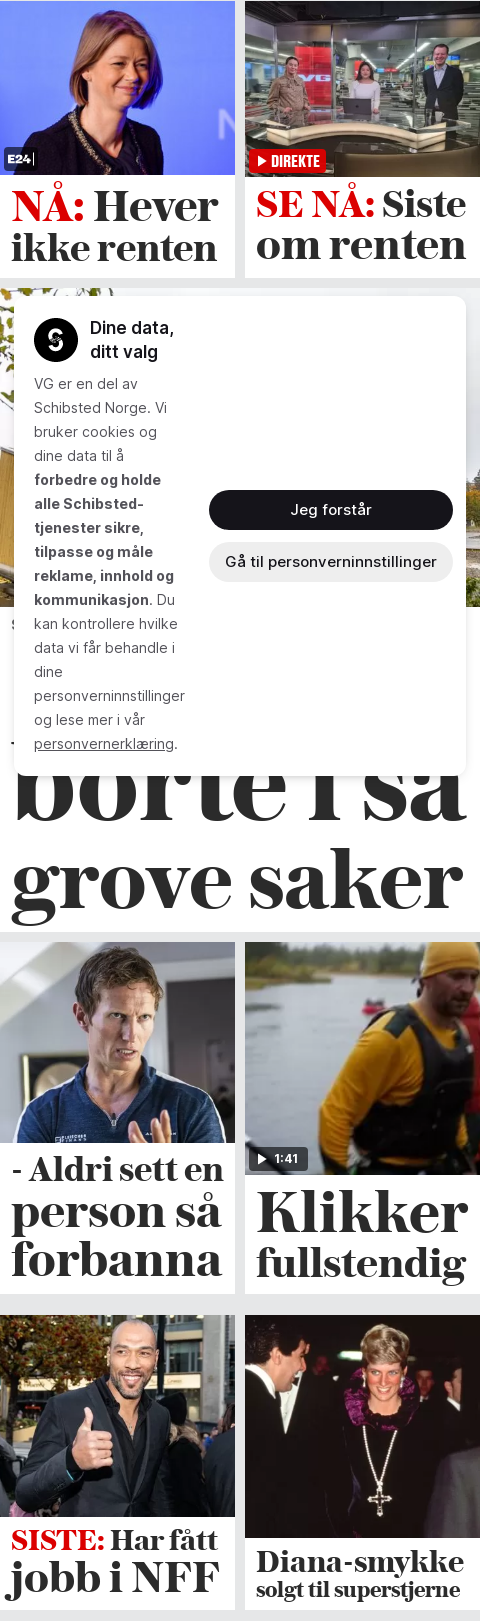 E24
NÅ: Hever
ikke renten
VG
DIREKTE
SE NÅ: Siste
om renten
Dine data,
ditt valg
VG er en del av
Schibsted Norge. Vi
bruker cookies og
dine data til å
forbedre og holde
alle Schibsted-
tjenester sikre,
tilpasse og måle
reklame, innhold og
kommunikasjon. Du
kan kontrollere hvilke
data vi får behandle i
dine
personverninnstillinger
og lese mer i vår
personvernerklæring.
Jeg forstår
Gå til personverninnstillinger
borte i så
grove saker
- Aldri sett en
person så
forbanna
1:41
Klikker
fullstendig
SISTE: Har fått
jobb i NFF
Diana-smykke
solgt til superstjerne